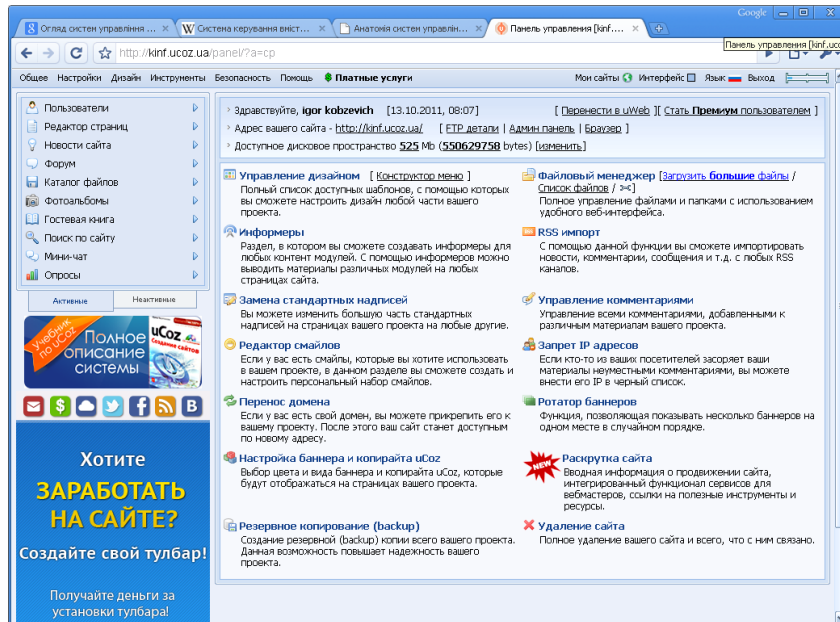 Google
Огляд систем управління ...
Система керування вміст...
Анатомія систем управлін...
Панель управления [kinf....
http://kinf.ucoz.ua/panel/?a=cp
Панель управления [kinf.uco
Общее Настройки Дизайн Инструменты Безопасность Помощь Платные услуги Мои сайты Интерфейс Язык Выход
Пользователи
Редактор страниц
Новости сайта
Форум
Каталог файлов
Фотоальбомы
Гостевая книга
Поиск по сайту
Мини-чат
Опросы
Активные Неактивные
Учебник
по uCoz
Полное
описание
системы
uCoz
Создание сайтов
Хотите
ЗАРАБОТАТЬ
НА САЙТЕ?
Создайте свой тулбар!
Получайте деньги за
установки тулбара!
Здравствуйте, igor kobzevich [13.10.2011, 08:07] [ Перенести в uWeb ][ Стать Премиум пользователем ]
Адрес вашего сайта - http://kinf.ucoz.ua/ [ FTP детали | Админ панель | Браузер ]
Доступное дисковое пространство 525 Mb (550629758 bytes) [изменить]
Управление дизайном [ Конструктор меню ]
Полный список доступных шаблонов, с помощью которых
вы сможете настроить дизайн любой части вашего
проекта.
Информеры
Раздел, в котором вы сможете создавать информеры для
любых контент модулей. С помощью информеров можно
выводить материалы различных модулей на любых
страницах сайта.
Замена стандартных надписей
Вы можете изменить большую часть стандартных
надписей на страницах вашего проекта на любые другие.
Редактор смайлов
Если у вас есть смайлы, которые вы хотите использовать
в вашем проекте, в данном разделе вы сможете создать и
настроить персональный набор смайлов.
Перенос домена
Если у вас есть свой домен, вы можете прикрепить его к
вашему проекту. После этого ваш сайт станет доступным
по новому адресу.
Настройка баннера и копирайта uCoz
Выбор цвета и вида баннера и копирайта uCoz, которые
будут отображаться на страницах вашего проекта.
Резервное копирование (backup)
Создание резервной (backup) копии всего вашего проекта.
Данная возможность повышает надежность вашего
проекта.
Файловый менеджер [Загрузить большие файлы /
Список файлов / ]
Полное управление файлами и папками с использованием
удобного веб-интерфейса.
RSS импорт
С помощью данной функции вы сможете импортировать
новости, комментарии, сообщения и т.д. с любых RSS
каналов.
Управление комментариями
Управление всеми комментариями, добавленными к
различным материалам вашего проекта.
Запрет IP адресов
Если кто-то из ваших посетителей засоряет ваши
материалы неуместными комментариями, вы можете
внести его IP в черный список.
Ротатор баннеров
Функция, позволяющая показывать несколько баннеров на
одном месте в случайном порядке.
NEW
Раскрутка сайта
Вводная информация о продвижении сайта,
интегрированный функционал сервисов для
вебмастеров, ссылки на полезные инструменты и
ресурсы.
Удаление сайта
Полное удаление вашего сайта и всего, что с ним связано.